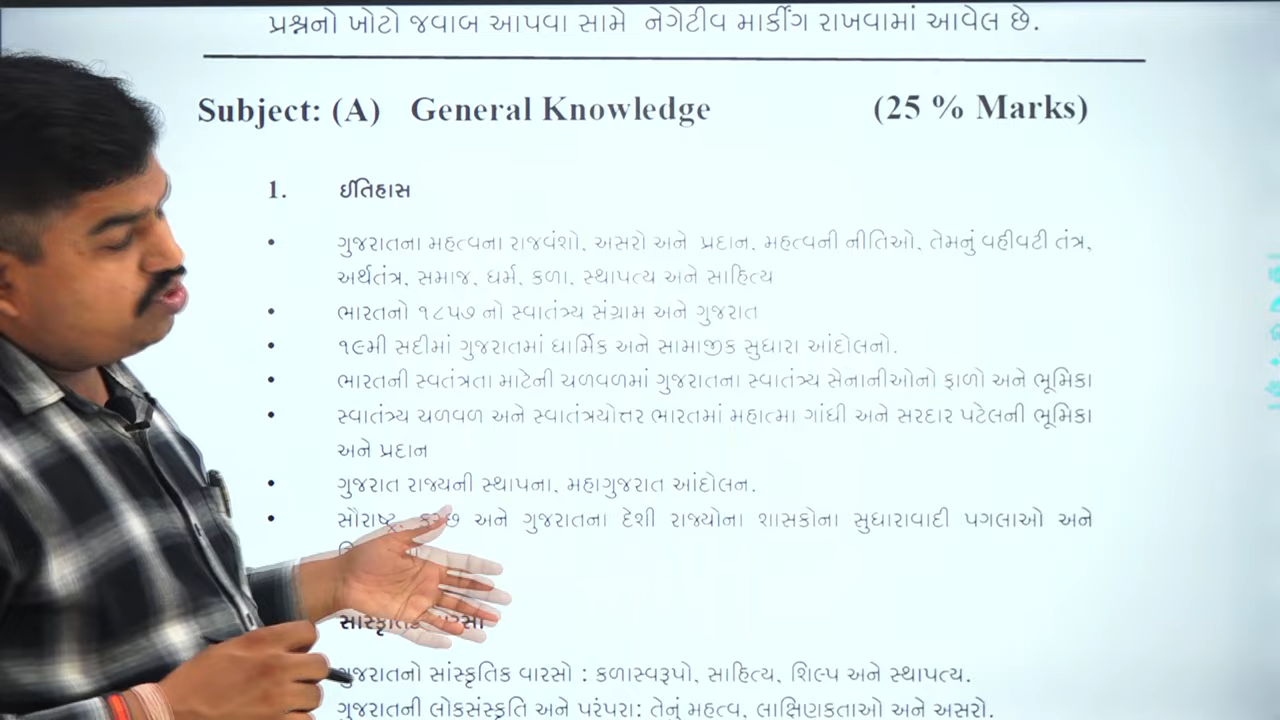 પ્રશ્નનો ખોટો જવાબ આપવા સામે નેગેટીવ માર્કીંગ રાખવામાં આવેલ છે.
Subject: (A) General Knowledge (25 % Marks)
1. ઈતિહાસ
• ગુજરાતના મહત્વના રાજવંશો, અસરો અને પ્રદાન, મહત્વની નીતિઓ, તેમનું વહીવટી તંત્ર,
અર્થતંત્ર, સમાજ, ધર્મ, કળા, સ્થાપત્ય અને સાહિત્ય
• ભારતનો ૧૮૫૭ નો સ્વાતંત્ર્ય સંગ્રામ અને ગુજરાત
• ૧૯મી સદીમાં ગુજરાતમાં ધાર્મિક અને સામાજીક સુધારા આંદોલનો.
• ભારતની સ્વતંત્રતા માટેની ચળવળમાં ગુજરાતના સ્વાતંત્ર્ય સેનાનીઓનો ફાળો અને ભૂમિકા
• સ્વાતંત્ર્ય ચળવળ અને સ્વાતંત્રયોત્તર ભારતમાં મહાત્મા ગાંધી અને સરદાર પટેલની ભૂમિકા
અને પ્રદાન
• ગુજરાત રાજ્યની સ્થાપના, મહાગુજરાત આંદોલન.
• સૌરાષ્ટ્ર, કચ્છ અને ગુજરાતના દેશી રાજ્યોના શાસકોના સુધારાવાદી પગલાઓ અને
ગુજરાતનો સાંસ્કૃતિક વારસો : કળાસ્વરૂપો, સાહિત્ય, શિલ્પ અને સ્થાપત્ય.
ગુજરાતની લોકસંસ્કૃતિ અને પરંપરા: તેનું મહત્વ, લાક્ષિણકતાઓ અને અસરો.